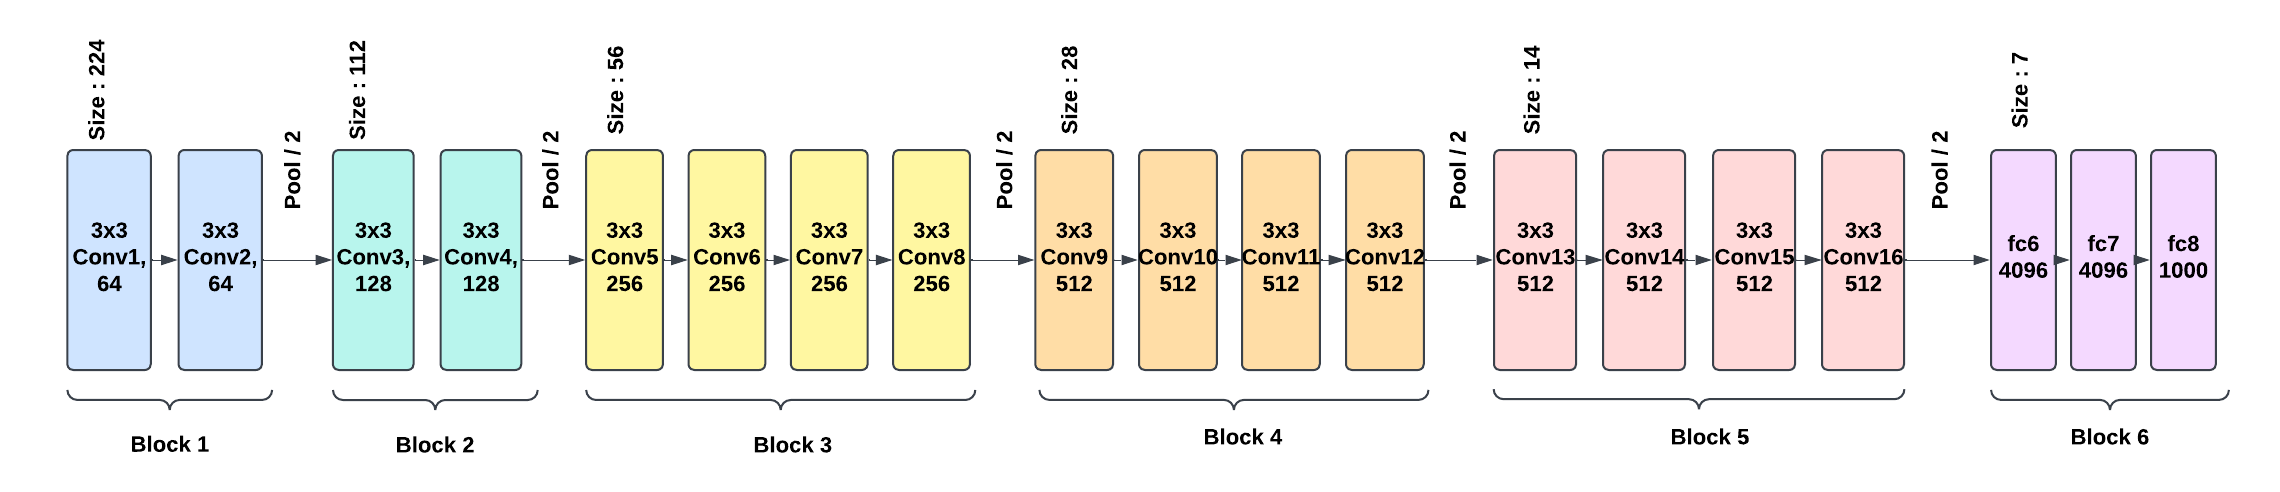 Size : 224
Size : 112
Size : 56
Size : 28
Size : 14
Size : 7
Pool / 2
Pool / 2
Pool / 2
Pool / 2
Pool / 2
3x3
Conv1,
64
3x3
Conv2,
64
3x3
Conv3,
128
3x3
Conv4,
128
3x3
Conv5
256
3x3
Conv6
256
3x3
Conv7
256
3x3
Conv8
256
3x3
Conv9
512
3x3
Conv10
512
3x3
Conv11
512
3x3
Conv12
512
3x3
Conv13
512
3x3
Conv14
512
3x3
Conv15
512
3x3
Conv16
512
fc6
4096
fc7
4096
fc8
1000
Block 1
Block 2
Block 3
Block 4
Block 5
Block 6